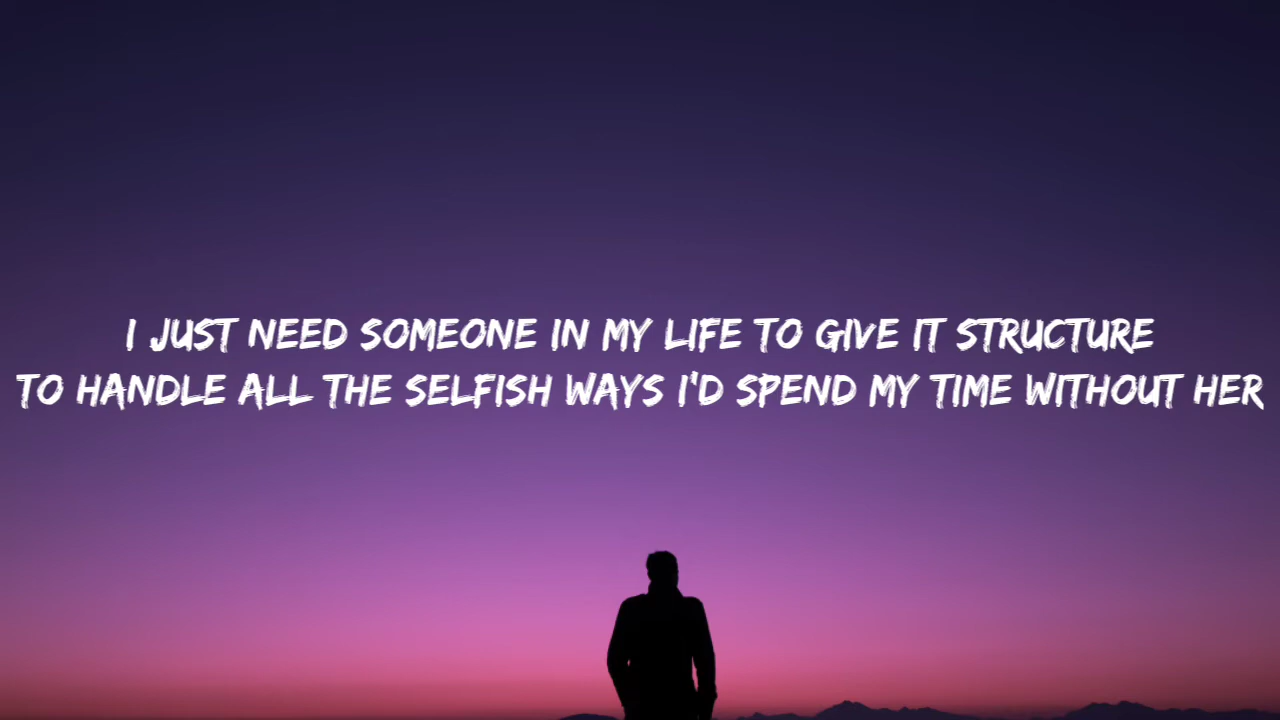 I JUST NEED SOMEONE IN MY LIFE TO GIVE IT STRUCTURE
TO HANDLE ALL THE SELFISH WAYS I'D SPEND MY TIME WITHOUT HER